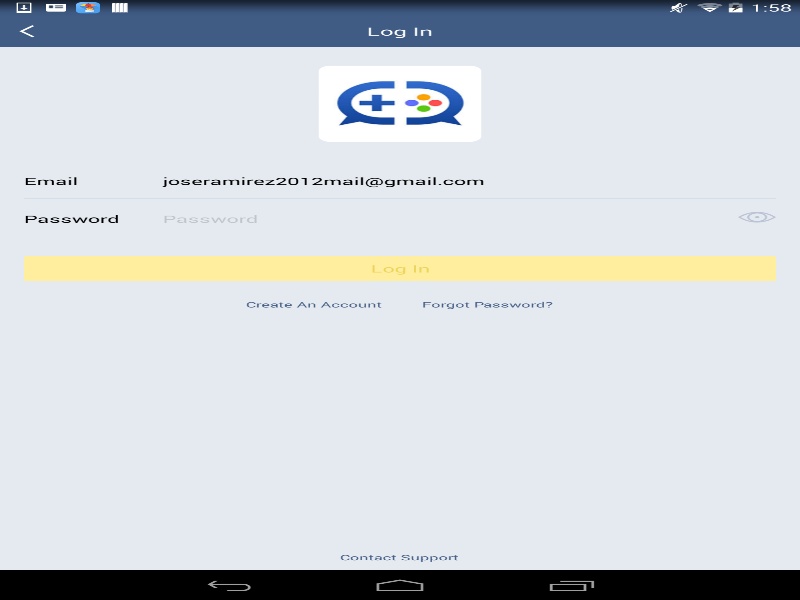 1:58
Log In
Email joseramirez2012mail@gmail.com
Password Password
Log In
Create An Account Forgot Password?
Contact Support